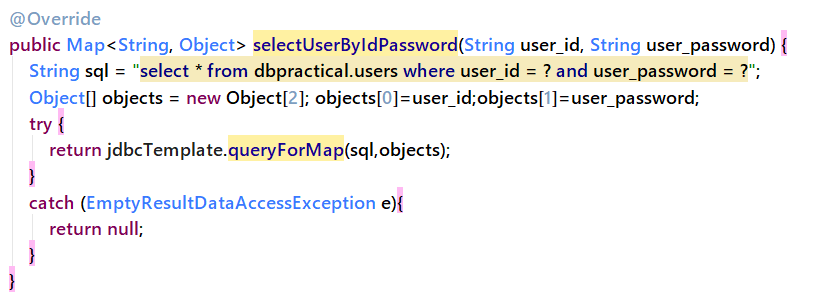 @Override
public Map<String, Object> selectUserByIdPassword(String user_id, String user_password) {
String sql = "select * from dbpractical.users where user_id = ? and user_password = ?";
Object[] objects = new Object[2]; objects[0]=user_id;objects[1]=user_password;
try {
return jdbcTemplate.queryForMap(sql,objects);
}
catch (EmptyResultDataAccessException e){
return null;
}
}